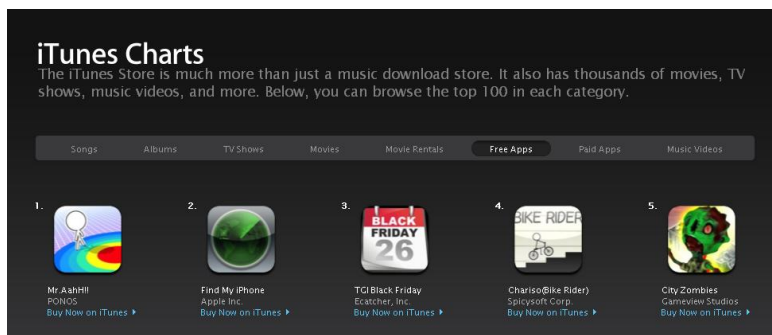 iTunes Charts
The iTunes Store is much more than just a music download store. It also has thousands of movies, TV
shows, music videos, and more. Below, you can browse the top 100 in each category.
Songs Albums TV Shows Movies Movie Rentals Free Apps Paid Apps Music Videos
1. 2. 3. 4. 5.
BLACK
FRIDAY
26
BIKE RIDER
Mr.AahH!! Find My iPhone TGI Black Friday Chariso(Bike Rider) City Zombies
PONOS Apple Inc. Ecatcher, Inc. Spicysoft Corp. Gameview Studios
Buy Now on iTunes Buy Now on iTunes Buy Now on iTunes Buy Now on iTunes Buy Now on iTunes